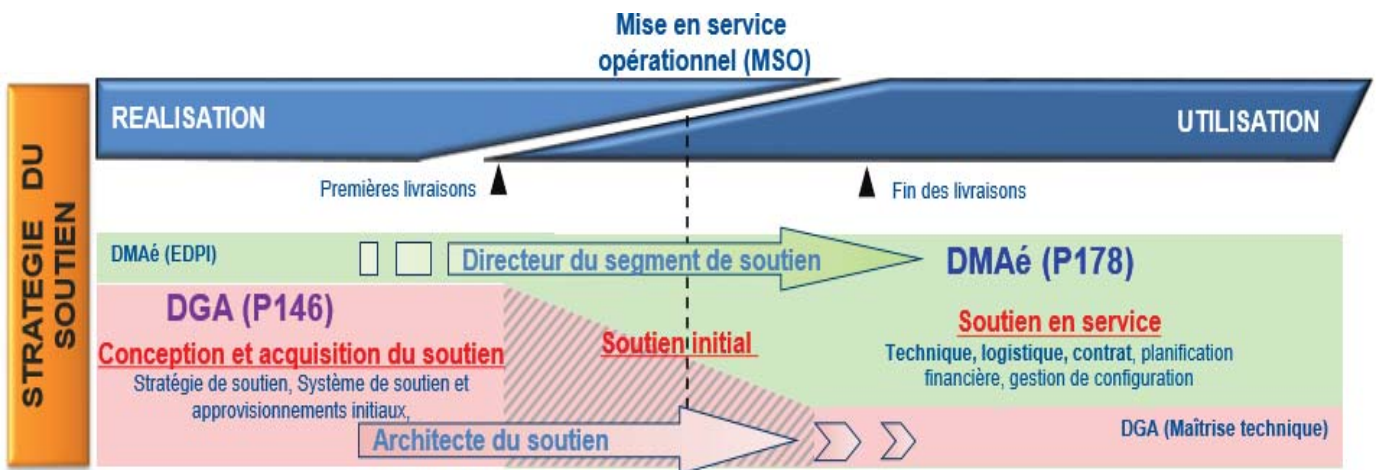 Mise en service
opérationnel (MSO)
REALISATION
UTILISATION
Premières livraisons
Fin des livraisons
STRATEGIE DU
SOUTIEN
DMAé (EDPI)
Directeur du segment de soutien
DMAé (P178)
DGA (P146)
Conception et acquisition du soutien
Stratégie de soutien, Système de soutien et
approvisionnements initiaux,
Soutien initial
Soutien en service
Technique, logistique, contrat, planification
financière, gestion de configuration
Architecte du soutien
DGA (Maîtrise technique)